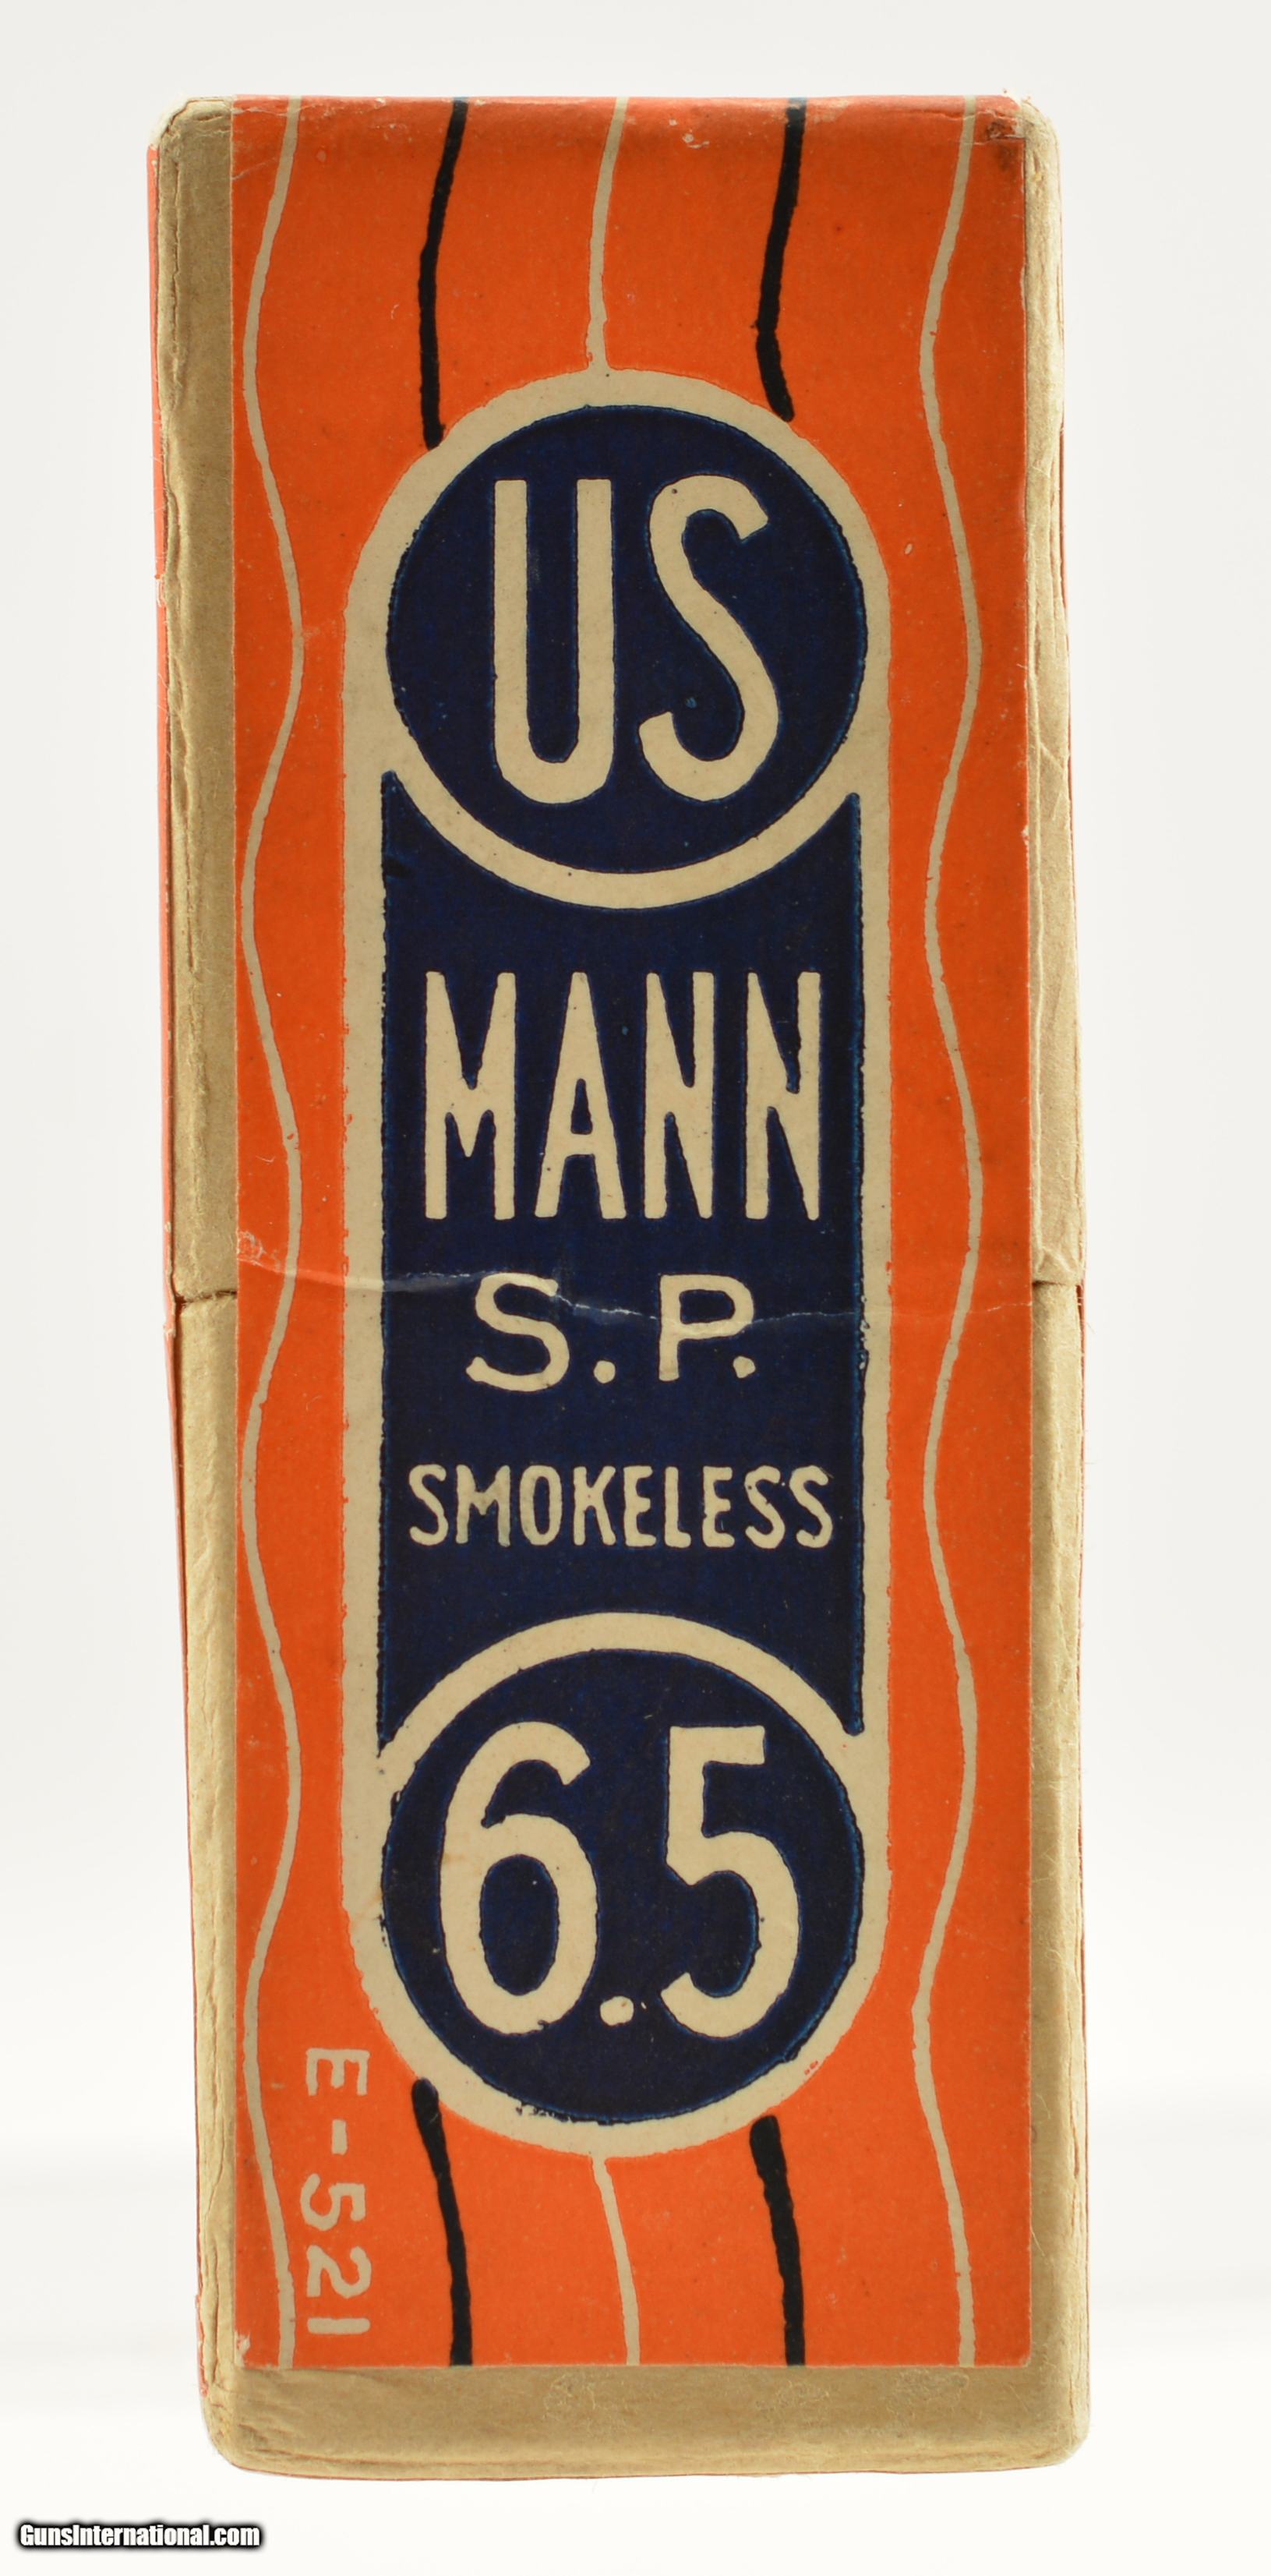 US
MANN
S.P.
SMOKELESS
6.5
E-521
GunsInternational.com